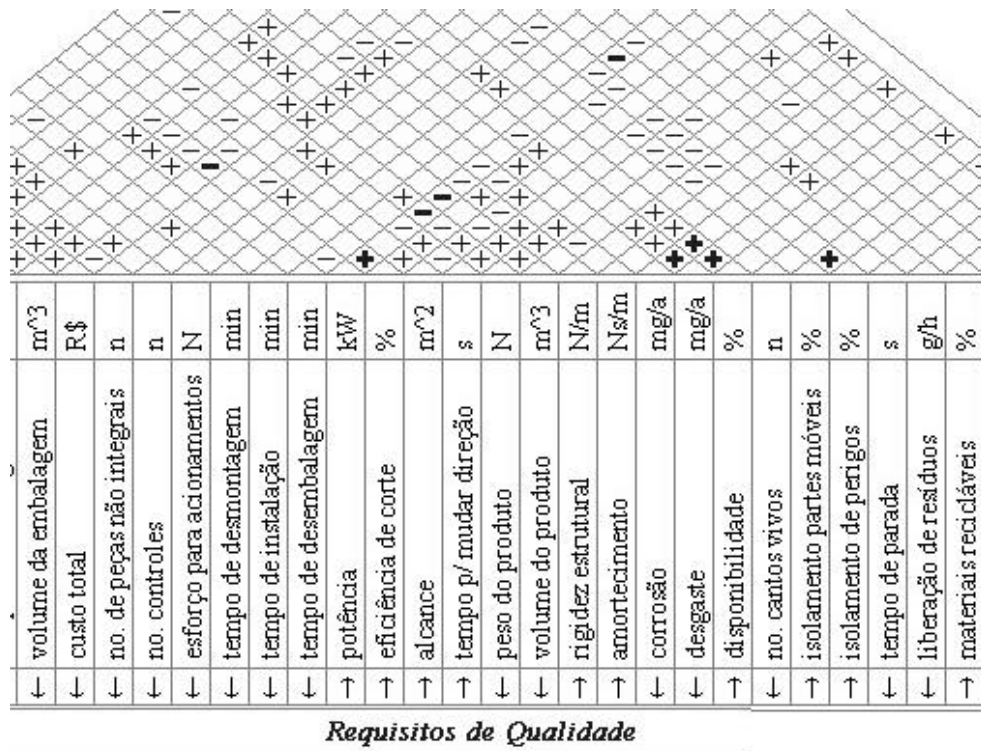 volume da embalagem m^3
custo total R$
no. de peças não integrais n
no. controles n
esforço para acionamentos N
tempo de desmontagem min
tempo de instalação min
tempo de desembalagem min
potência kW
eficiência de corte %
alcance m^2
tempo p/ mudar direção s
peso do produto N
volume do produto m^3
rigidez estrutural N/m
amortecimento Ns/m
corrosão mg/a
desgaste mg/a
disponibilidade %
no. cantos vivos n
isolamento partes móveis %
isolamento de perigos %
tempo de parada s
liberação de resíduos g/h
materiais recicláveis %
Requisitos de Qualidade